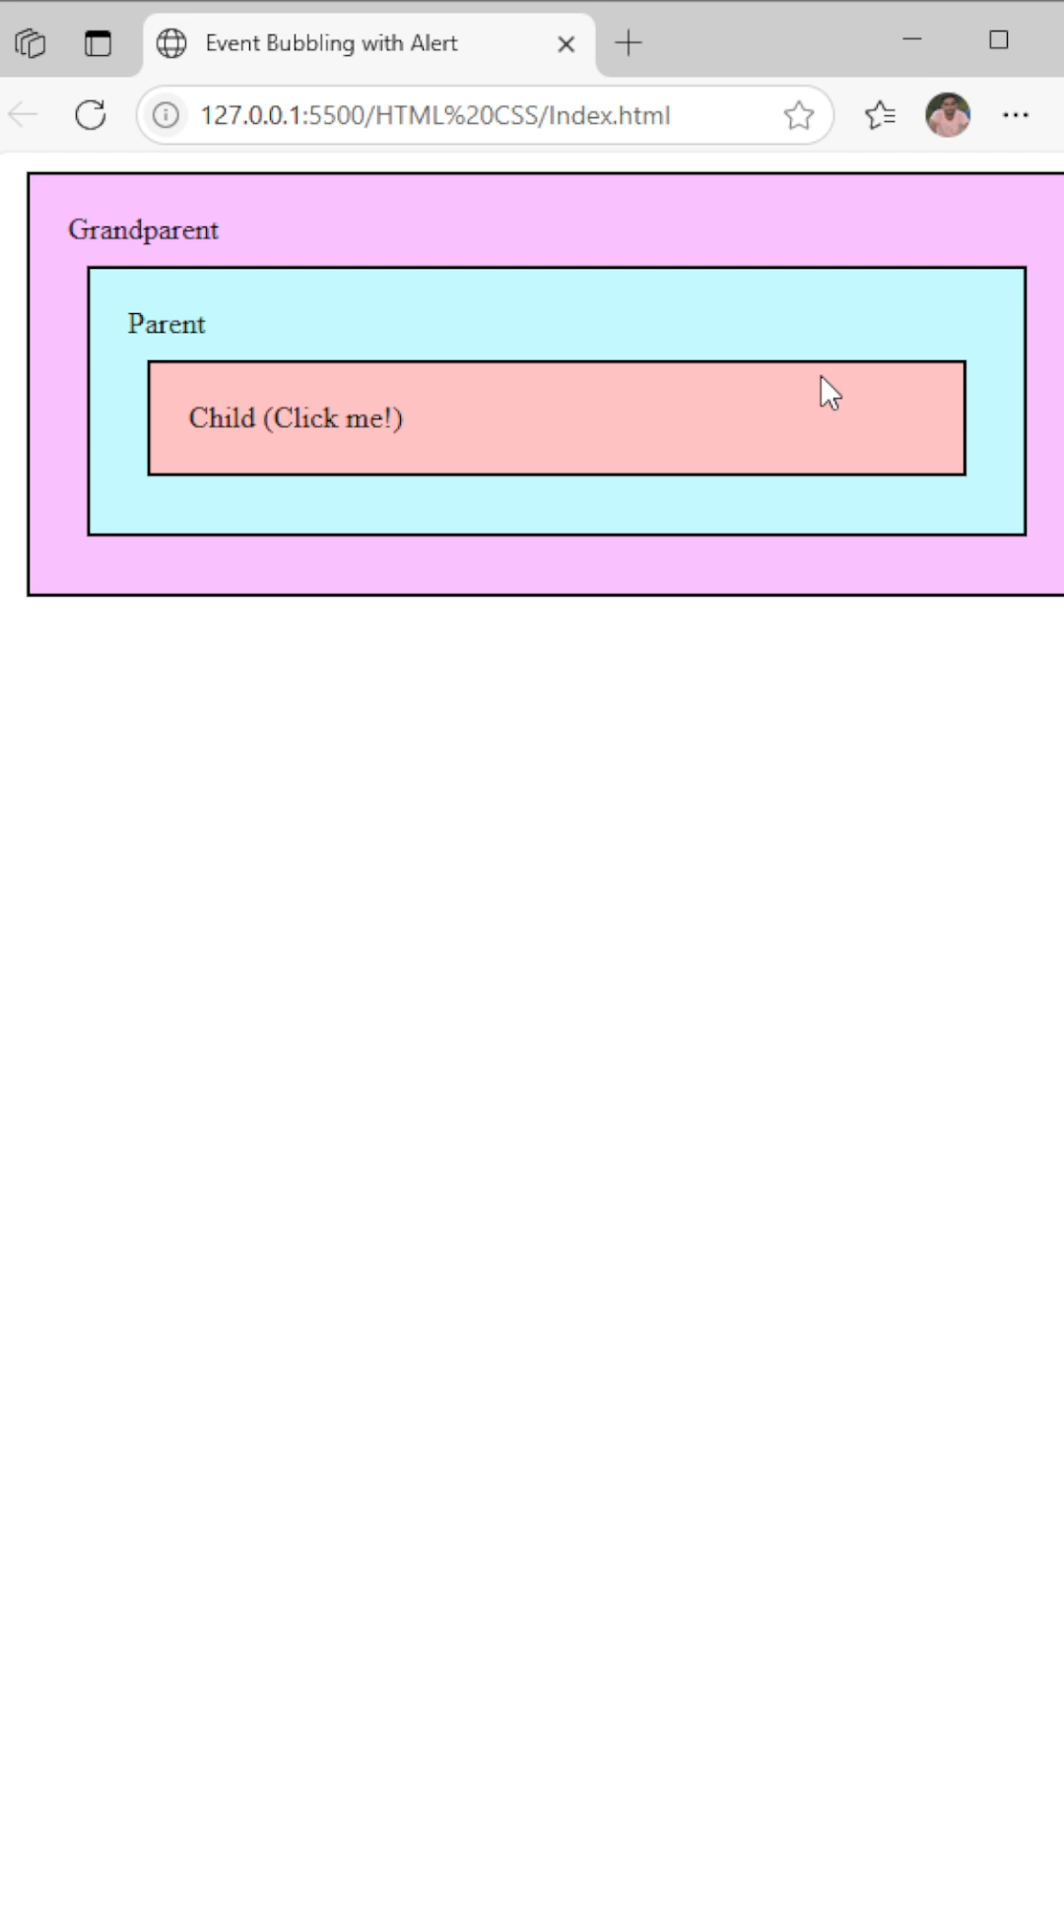 Event Bubbling with Alert
127.0.0.1:5500/HTML%20CSS/Index.html
Grandparent
Parent
Child (Click me!)